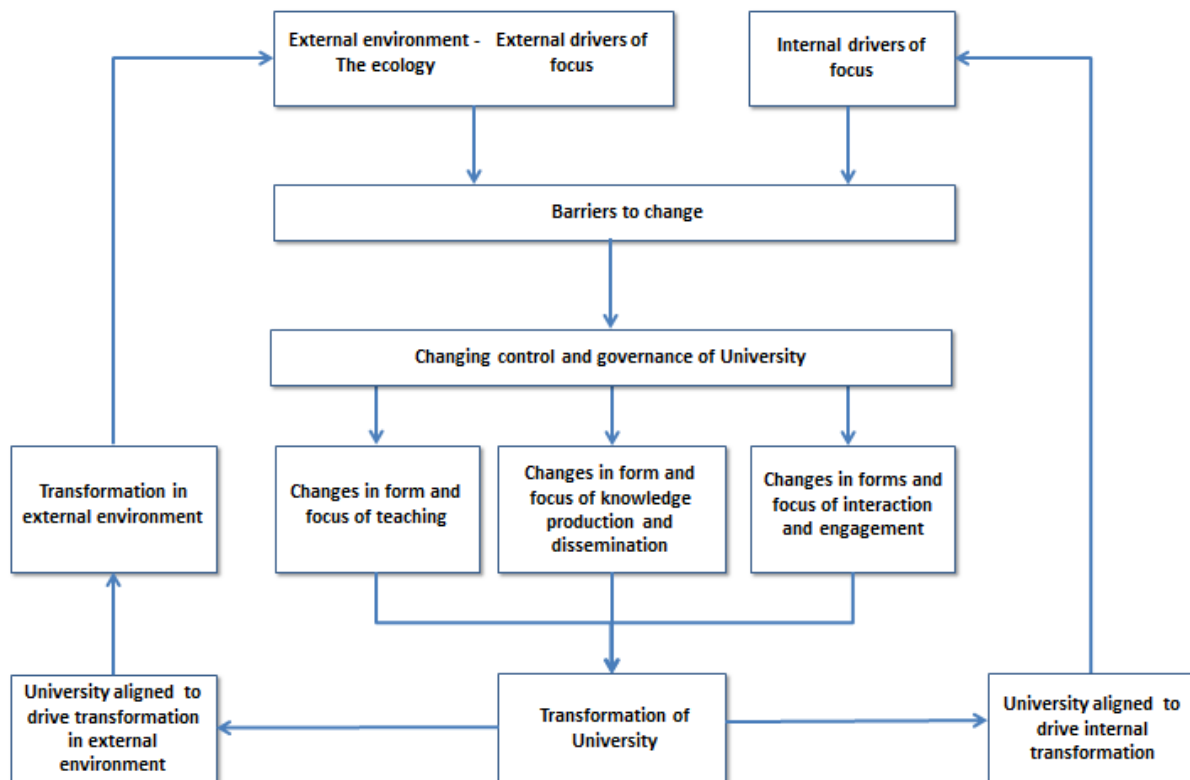 External environment -   External drivers of
The ecology   focus
Internal drivers of
focus
Barriers to change
Changing control and governance of University
Transformation in
external environment
Changes in form and
focus of teaching
Changes in form and
focus of knowledge
production and
dissemination
Changes in forms and
focus of interaction
and engagement
University aligned to
drive transformation
in external
environment
Transformation of
University
University aligned to
drive internal
transformation